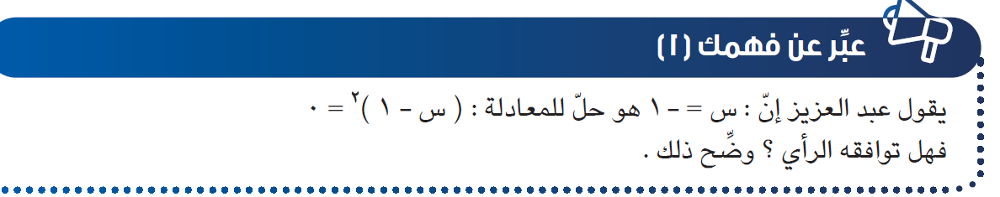 عبِّر عن فهمك (١)
يقول عبد العزيز إنّ : س = – ١ هو حلّ للمعادلة : ( س – ١ )٢ = ٠
فهل توافقه الرأي ؟ وضِّح ذلك .